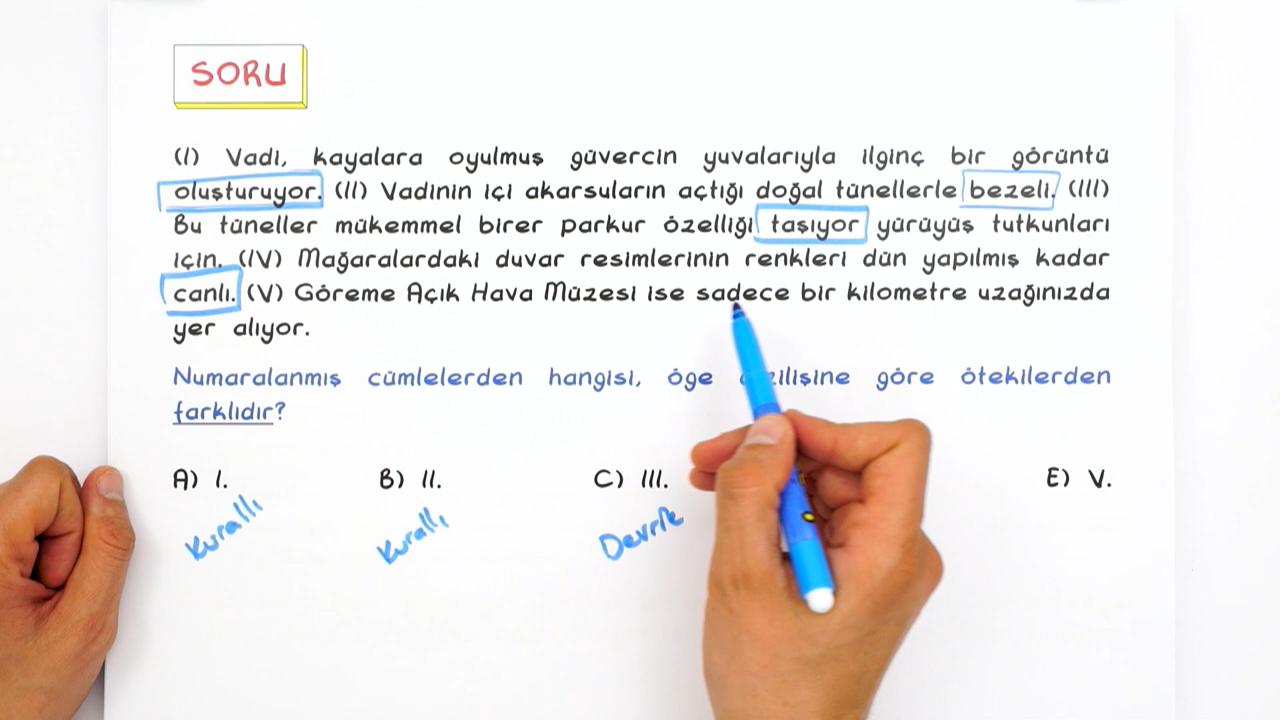 SORU
(I) Vadi, kayalara oyulmuş güvercin yuvalarıyla ilginç bir görüntü
oluşturuyor. (II) Vadinin içi akarsuların açtığı doğal tünellerle bezeli. (III)
Bu tüneller mükemmel birer parkur özelliği taşıyor yürüyüş tutkunları
için. (IV) Mağaralardaki duvar resimlerinin renkleri dün yapılmış kadar
canlı. (V) Göreme Açık Hava Müzesi ise sadece bir kilometre uzağınızda
yer alıyor.
Numaralanmış cümlelerden hangisi, öge göre ötekilerden
farklıdır?
A) I. B) II. C) III. E) V.
Kurallı Kurallı Devrik